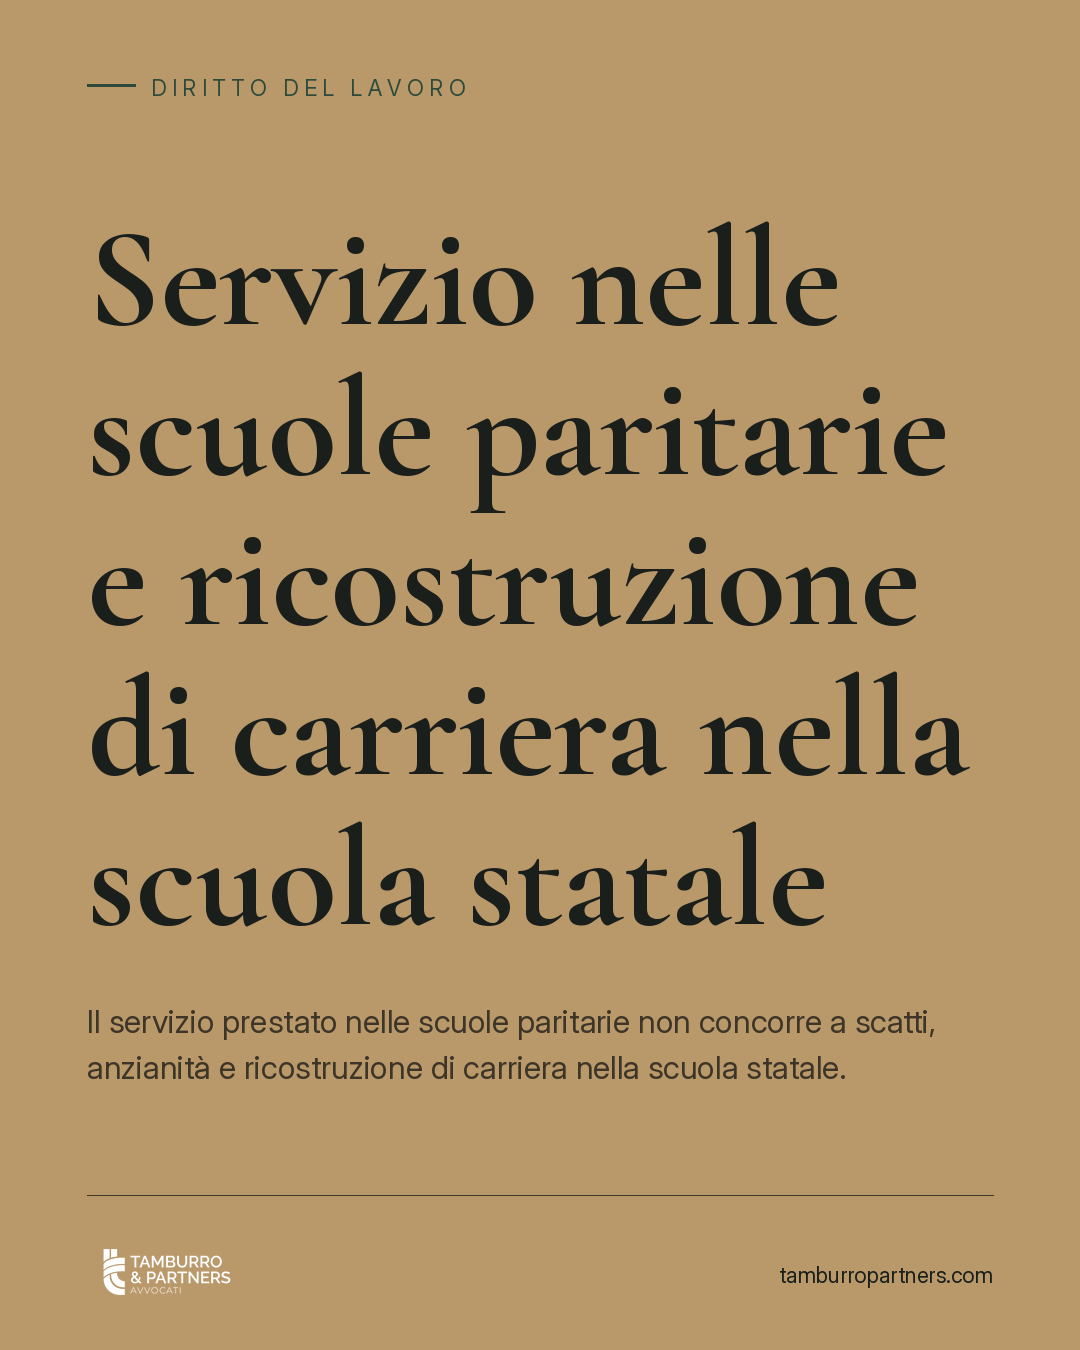 DIRITTO DEL LAVORO
Servizio nelle
scuole paritarie
e ricostruzione
di carriera nella
scuola statale
Il servizio prestato nelle scuole paritarie non concorre a scatti,
anzianità e ricostruzione di carriera nella scuola statale.
TAMBURRO
& PARTNERS
AVVOCATI
tamburropartners.com